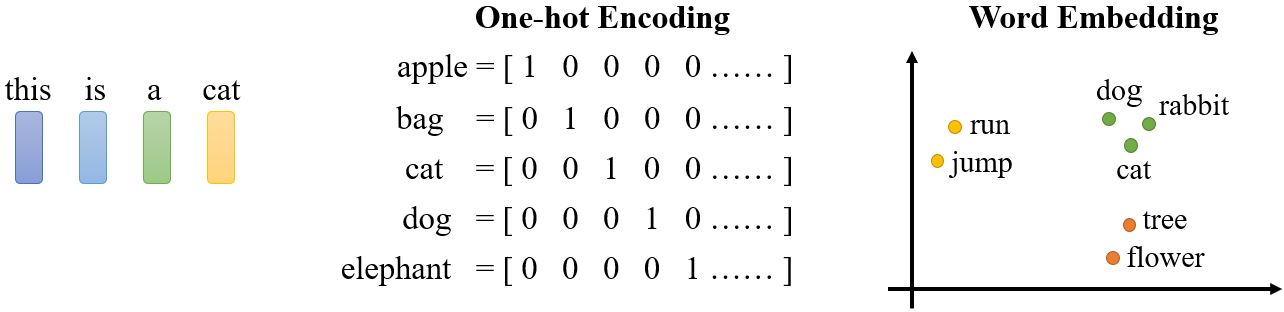 this is a cat
One-hot Encoding
apple = [ 1 0 0 0 0 …… ]
bag = [ 0 1 0 0 0 …… ]
cat = [ 0 0 1 0 0 …… ]
dog = [ 0 0 0 1 0 …… ]
elephant = [ 0 0 0 0 1 …… ]
Word Embedding
dog
rabbit
run
jump
cat
tree
flower